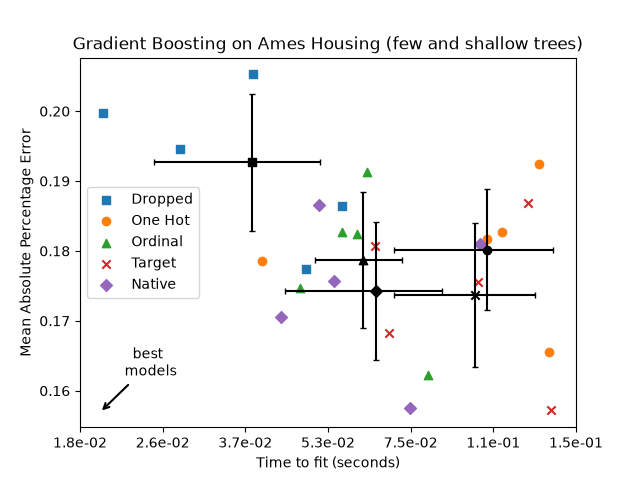 Gradient Boosting on Ames Housing (few and shallow trees)
Mean Absolute Percentage Error
0.20
0.19
0.18
0.17
0.16
Dropped
One Hot
Ordinal
Target
Native
best
models
1.8e-02 2.6e-02 3.7e-02 5.3e-02 7.5e-02 1.1e-01 1.5e-01
Time to fit (seconds)